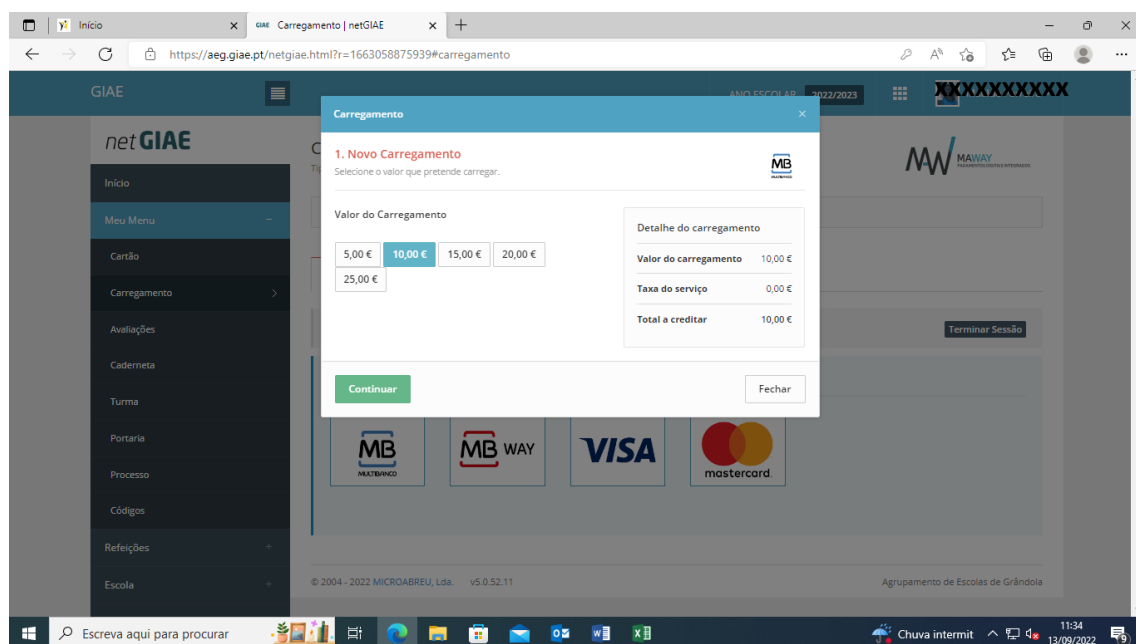 Início
GIAE Carregamento | netGIAE
https://aeg.giae.pt/netgiae.html?r=1663058875939#carregamento
GIAE
ANO ESCOLAR 2022/2023
XXXXXXXXXX
Carregamento
netGIAE
1. Novo Carregamento
Selecione o valor que pretende carregar.
MB
MULTIBANCO
MAWAY
Início
Meu Menu
Valor do Carregamento
Detalhe do carregamento
Cartão
5,00 € 10,00 € 15,00 € 20,00 €
25,00 €
Valor do carregamento 10,00 €
Taxa do serviço 0,00 €
Total a creditar 10,00 €
Carregamento
Avaliações
Terminar Sessão
Caderneta
Continuar
Fechar
Turma
Portaria
MB
MULTIBANCO
MB WAY
VISA
mastercard.
Processo
Códigos
Refeições
Escola
© 2004 - 2022 MICROABREU, Lda. v5.0.52.11
Agrupamento de Escolas de Grândola
Escreva aqui para procurar
Chuva intermit
11:34
13/09/2022